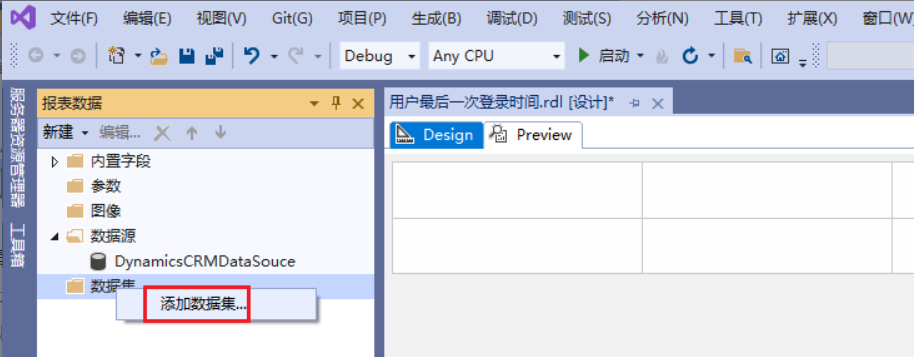 文件(F) 编辑(E) 视图(V) Git(G) 项目(P) 生成(B) 调试(D) 测试(S) 分析(N) 工具(T) 扩展(X) 窗口(W
Debug Any CPU 启动
服务器资源管理器
工具箱
报表数据
新建 编辑...
内置字段
参数
图像
数据源
DynamicsCRMDataSouce
数据集
添加数据集...
用户最后一次登录时间.rdl [设计]*
Design Preview